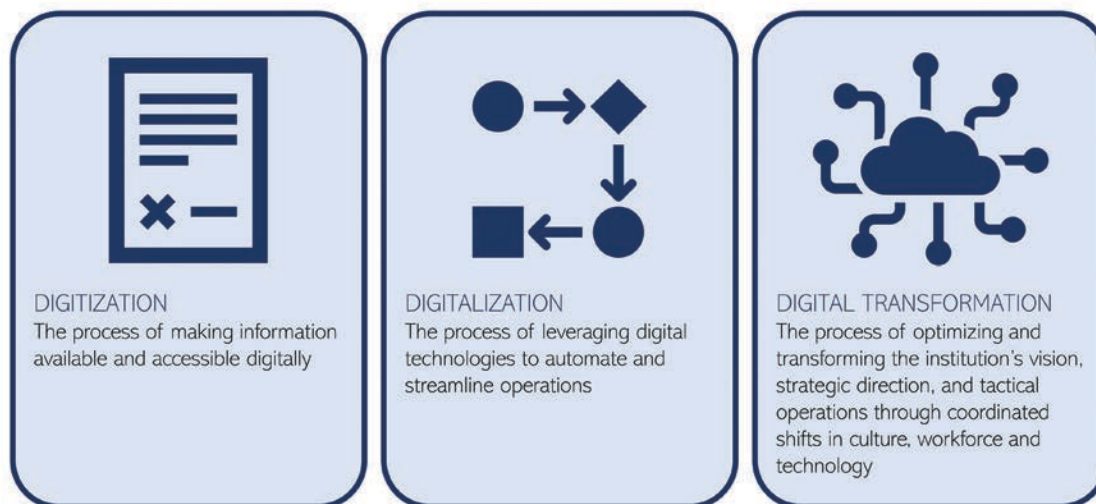 DIGITIZATION
The process of making information
available and accessible digitally
DIGITALIZATION
The process of leveraging digital
technologies to automate and
streamline operations
DIGITAL TRANSFORMATION
The process of optimizing and
transforming the institution's vision,
strategic direction, and tactical
operations through coordinated
shifts in culture, workforce and
technology